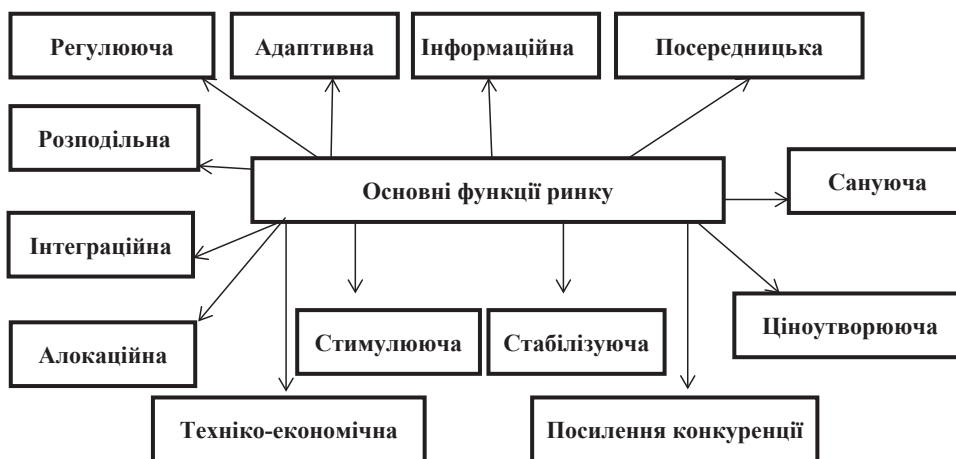 Регулююча
Адаптивна
Інформаційна
Посередницька
Розподільна
Основні функції ринку
Сануюча
Інтеграційна
Ціноутворююча
Алокаційна
Стимулююча
Стабілізуюча
Техніко-економічна
Посилення конкуренції